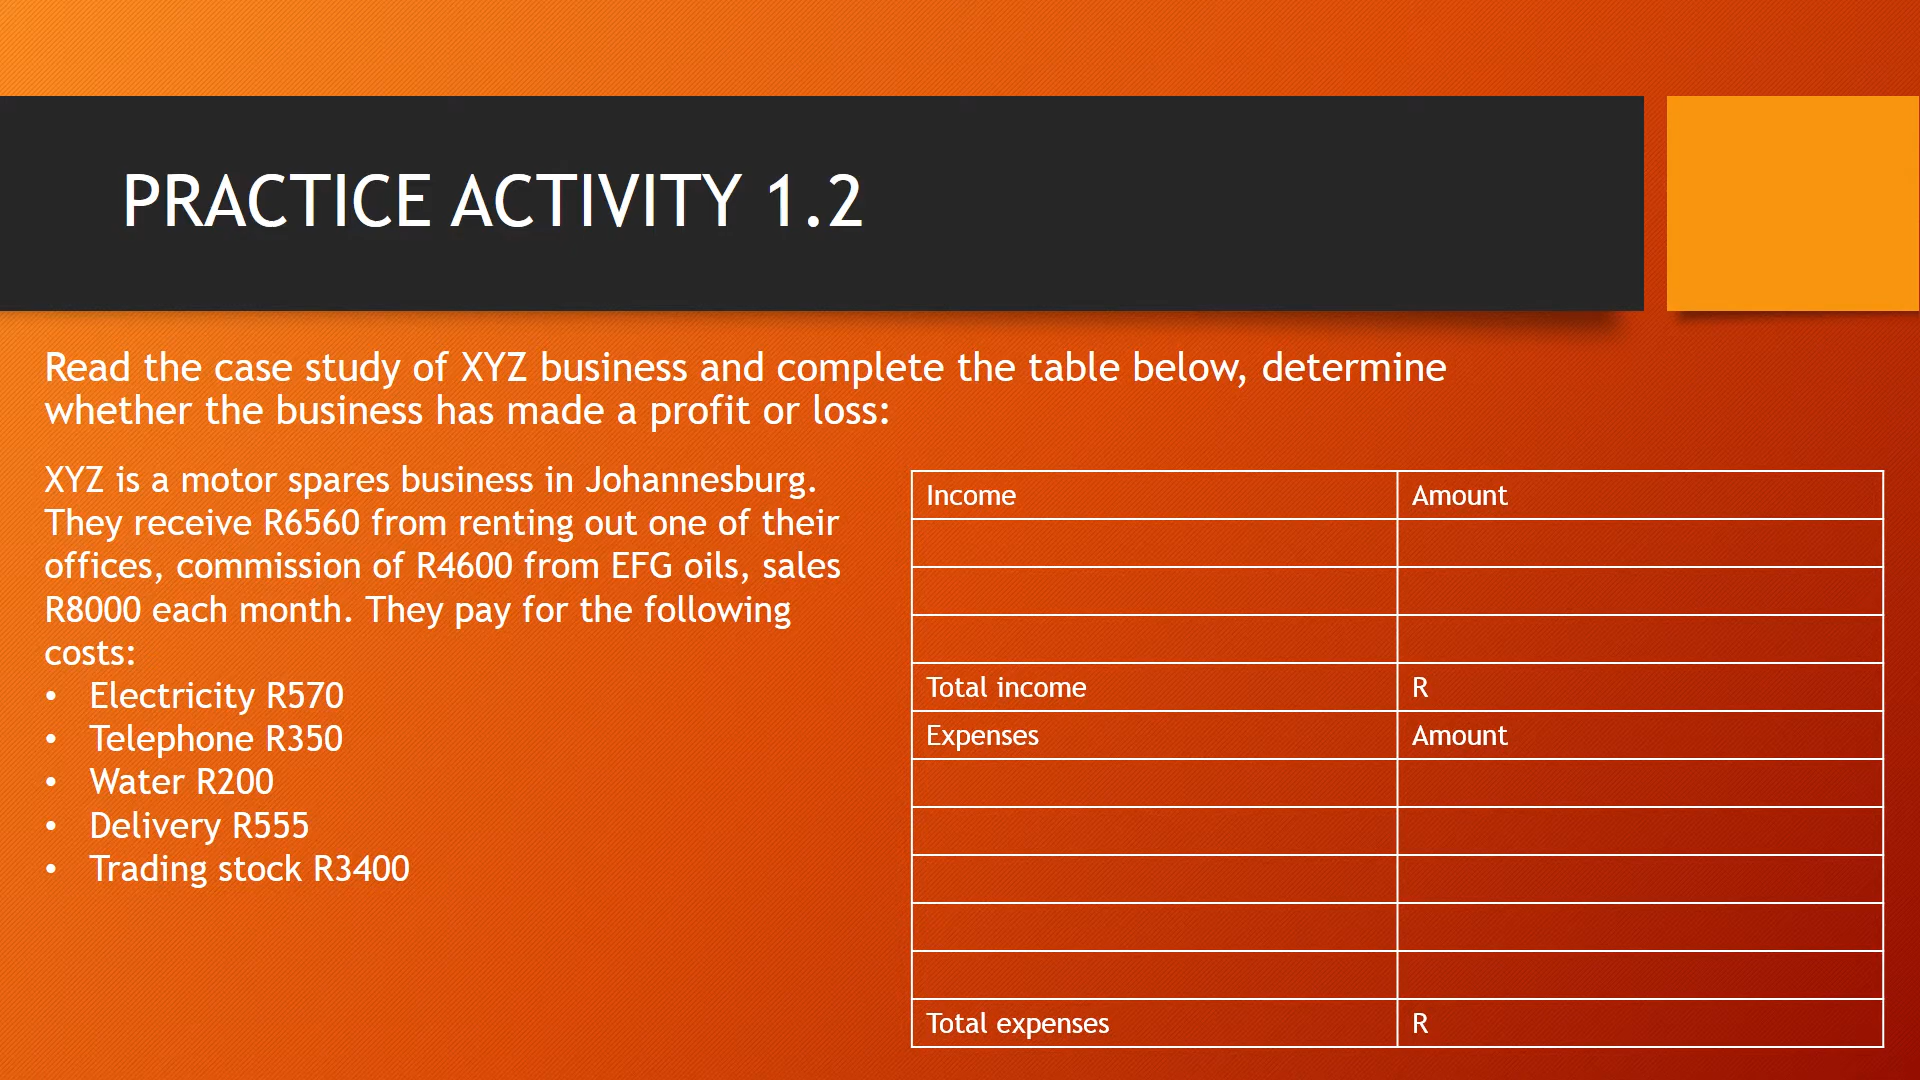 PRACTICE ACTIVITY 1.2
Read the case study of XYZ business and complete the table below, determine
whether the business has made a profit or loss:
XYZ is a motor spares business in Johannesburg.
They receive R6560 from renting out one of their
offices, commission of R4600 from EFG oils, sales
R8000 each month. They pay for the following
costs:
• Electricity R570
• Telephone R350
• Water R200
• Delivery R555
• Trading stock R3400
Income Amount
Total income R
Expenses Amount
Total expenses R